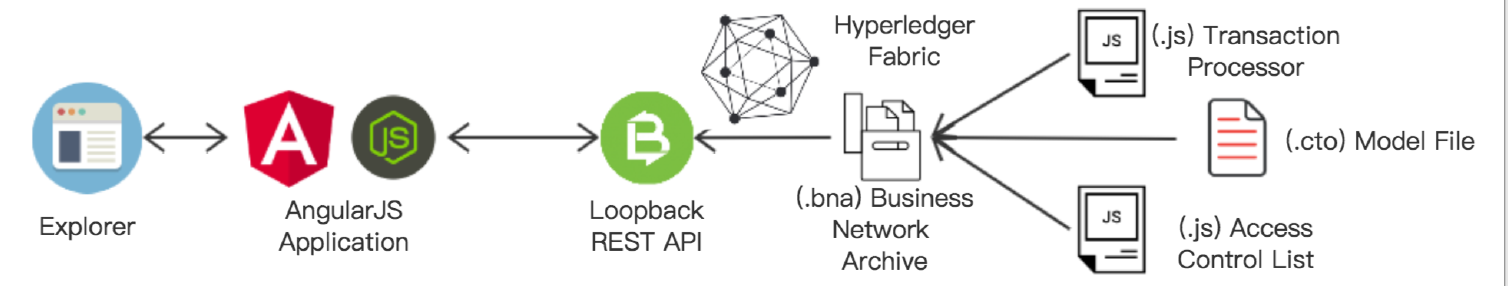 Explorer
A
JS
AngularJS
Application
Loopback
REST API
Hyperledger
Fabric
(.bna) Business
Network
Archive
JS
(.js) Transaction
Processor
(.cto) Model File
JS
(.js) Access
Control List